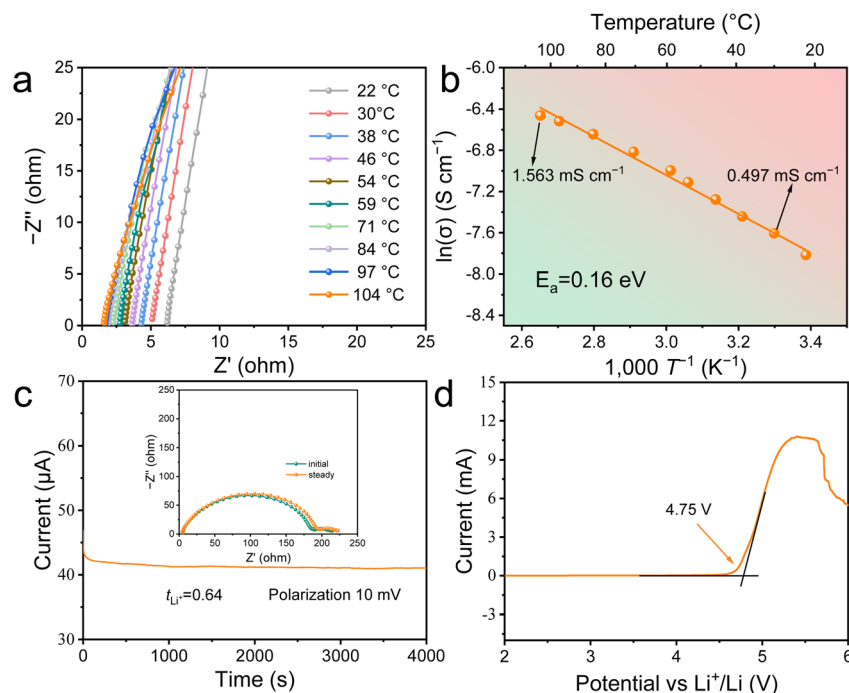 a
25
20
15
10
5
0
−Z″ (ohm)
0 5 10 15 20 25
Z′ (ohm)
22 °C
30°C
38 °C
46 °C
54 °C
59 °C
71 °C
84 °C
97 °C
104 °C
b
Temperature (°C)
100 80 60 40 20
-6.0
-6.4
-6.8
-7.2
-7.6
-8.0
-8.4
ln(σ) (S cm⁻¹)
1.563 mS cm⁻¹
0.497 mS cm⁻¹
Eₐ=0.16 eV
2.6 2.8 3.0 3.2 3.4
1,000 T⁻¹ (K⁻¹)
c
70
60
50
40
30
Current (μA)
250
200
150
100
50
0
−Z″ (ohm)
initial
steady
0 50 100 150 200 250
Z′ (ohm)
t_Li⁺=0.64 Polarization 10 mV
0 1000 2000 3000 4000
Time (s)
d
15
12
9
6
3
0
-3
Current (mA)
4.75 V
2 3 4 5 6
Potential vs Li⁺/Li (V)